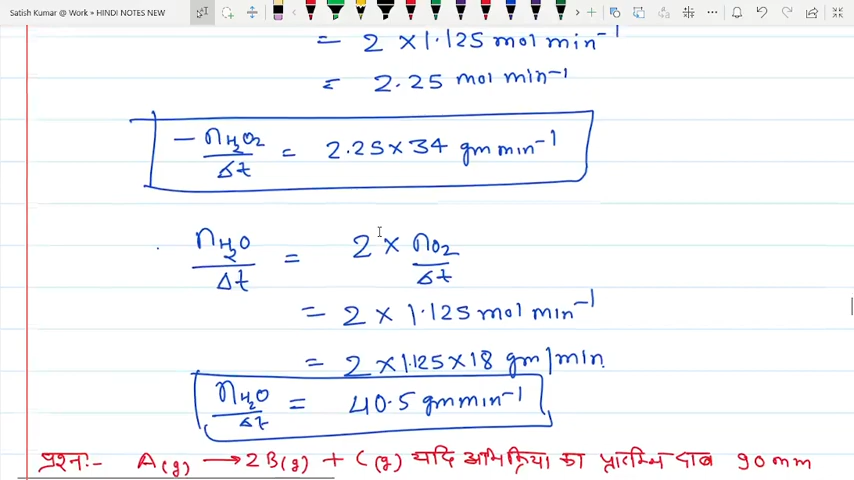 Satish Kumar @ Work » HINDI NOTES NEW
= 2 × 1.125 mol min⁻¹
= 2.25 mol min⁻¹
-nH₂O₂/Δt = 2.25 × 34 gm min⁻¹
nH₂O/Δt = 2 × nO₂/Δt
= 2 × 1.125 mol min⁻¹
= 2 × 1.125 × 18 gm/min.
nH₂O/Δt = 40.5 gm min⁻¹
प्रश्नः- A(g) → 2B(g) + C(g) यदि अभिक्रिया का प्रारम्भिक दाब 90 mm